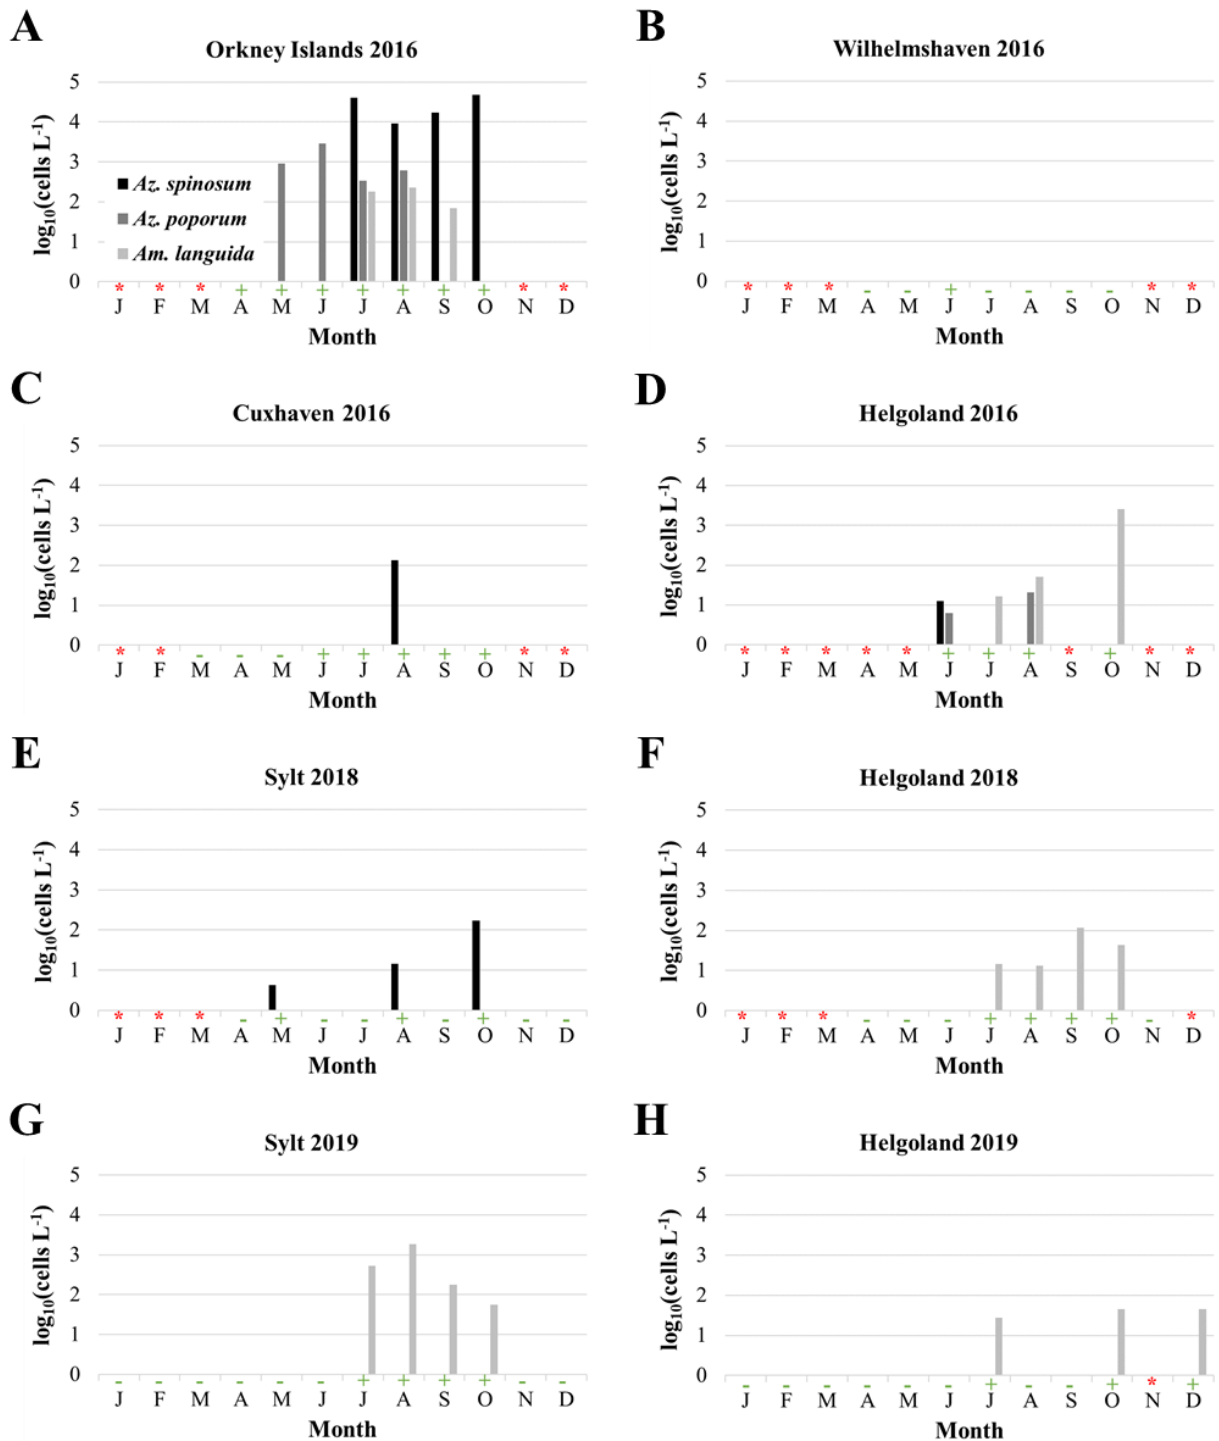 A
Orkney Islands 2016
5
4
3
2
1
0
log10(cells L-1)
Az. spinosum
Az. poporum
Am. languida
* * * + + + + + + + * *
J F M A M J J A S O N D
Month
B
Wilhelmshaven 2016
5
4
3
2
1
0
log10(cells L-1)
* * * - - + - - - - * *
J F M A M J J A S O N D
Month
C
Cuxhaven 2016
5
4
3
2
1
0
log10(cells L-1)
* * - - - + + + + + * *
J F M A M J J A S O N D
Month
D
Helgoland 2016
5
4
3
2
1
0
log10(cells L-1)
* * * * * + + + * + * *
J F M A M J J A S O N D
Month
E
Sylt 2018
5
4
3
2
1
0
log10(cells L-1)
* * * - + - - + - + - -
J F M A M J J A S O N D
Month
F
Helgoland 2018
5
4
3
2
1
0
log10(cells L-1)
* * * - - - + + + + - *
J F M A M J J A S O N D
Month
G
Sylt 2019
5
4
3
2
1
0
log10(cells L-1)
- - - - - - + + + + - -
J F M A M J J A S O N D
Month
H
Helgoland 2019
5
4
3
2
1
0
log10(cells L-1)
- - - - - - + - - + * +
J F M A M J J A S O N D
Month